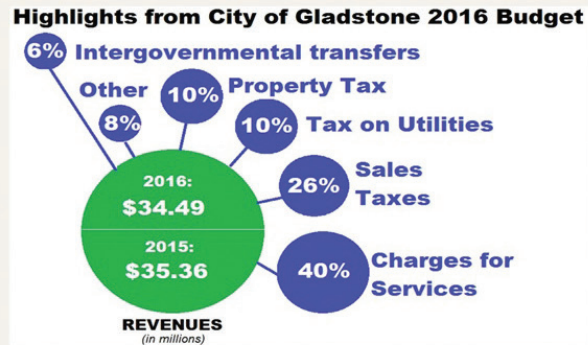 Highlights from City of Gladstone 2016 Budget
6% Intergovernmental transfers
Other
8%
10% Property Tax
10% Tax on Utilities
26% Sales
Taxes
40% Charges for
Services
2016:
$34.49
2015:
$35.36
REVENUES
(in millions)